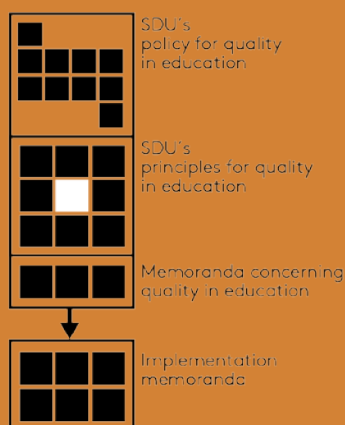 SDU's
policy for quality
in education
SDU's
principles for quality
in education
Memoranda concerning
quality in education
Implementation
memoranda